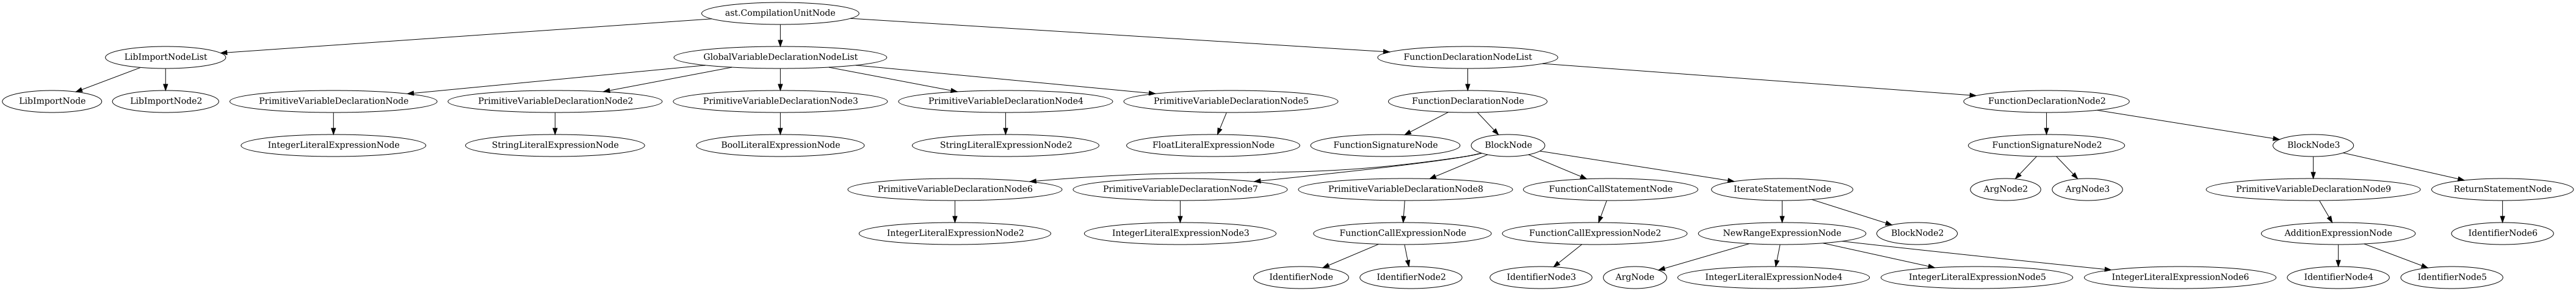 ast.CompilationUnitNode
LibImportNodeList
GlobalVariableDeclarationNodeList
FunctionDeclarationNodeList
LibImportNode
LibImportNode2
PrimitiveVariableDeclarationNode
PrimitiveVariableDeclarationNode2
PrimitiveVariableDeclarationNode3
PrimitiveVariableDeclarationNode4
PrimitiveVariableDeclarationNode5
FunctionDeclarationNode
FunctionDeclarationNode2
IntegerLiteralExpressionNode
StringLiteralExpressionNode
BoolLiteralExpressionNode
StringLiteralExpressionNode2
FloatLiteralExpressionNode
FunctionSignatureNode
BlockNode
FunctionSignatureNode2
BlockNode3
PrimitiveVariableDeclarationNode6
PrimitiveVariableDeclarationNode7
PrimitiveVariableDeclarationNode8
FunctionCallStatementNode
IterateStatementNode
ArgNode2
ArgNode3
PrimitiveVariableDeclarationNode9
ReturnStatementNode
IntegerLiteralExpressionNode2
IntegerLiteralExpressionNode3
FunctionCallExpressionNode
FunctionCallExpressionNode2
NewRangeExpressionNode
BlockNode2
AdditionExpressionNode
IdentifierNode6
IdentifierNode
IdentifierNode2
IdentifierNode3
ArgNode
IntegerLiteralExpressionNode4
IntegerLiteralExpressionNode5
IntegerLiteralExpressionNode6
IdentifierNode4
IdentifierNode5